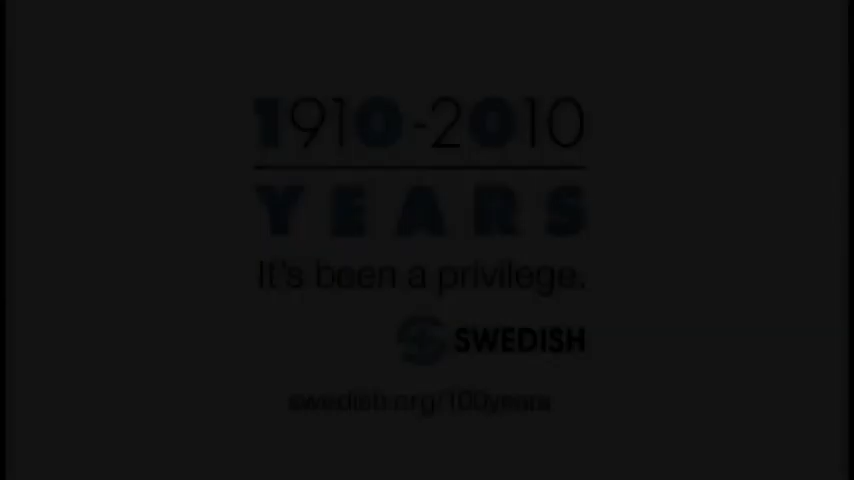 1910-2010
YEARS
It's been a privilege.
SWEDISH
swedish.org/100years